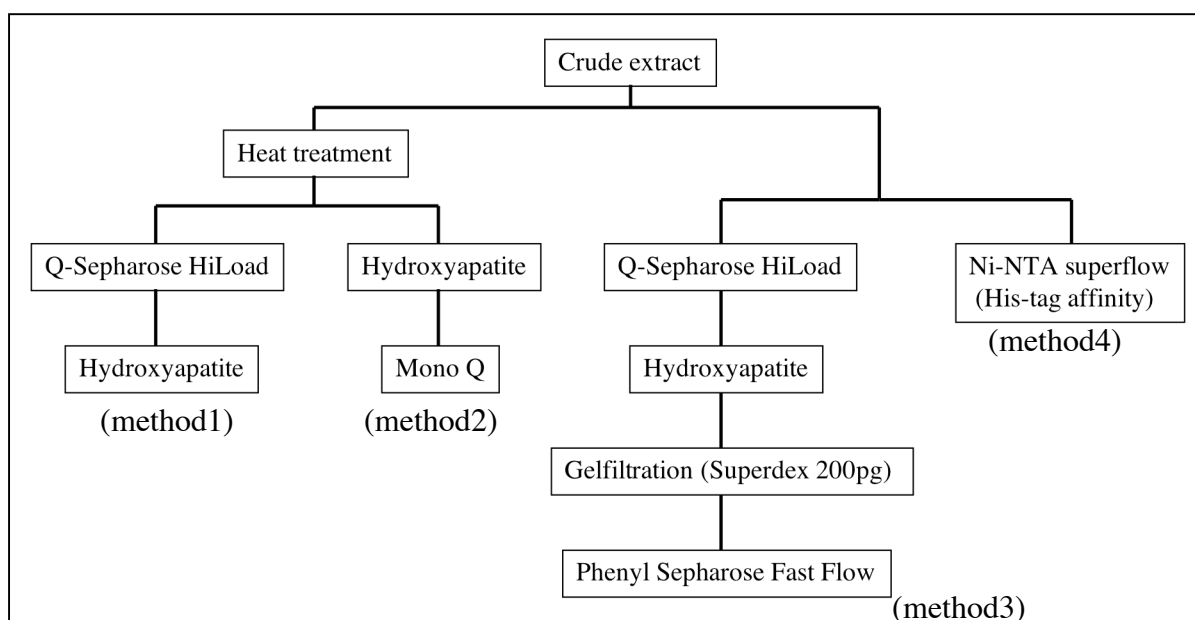 Crude extract
Heat treatment
Q-Sepharose HiLoad
Hydroxyapatite
(method1)
Hydroxyapatite
Mono Q
(method2)
Q-Sepharose HiLoad
Hydroxyapatite
Gelfiltration (Superdex 200pg)
Phenyl Sepharose Fast Flow
(method3)
Ni-NTA superflow
(His-tag affinity)
(method4)